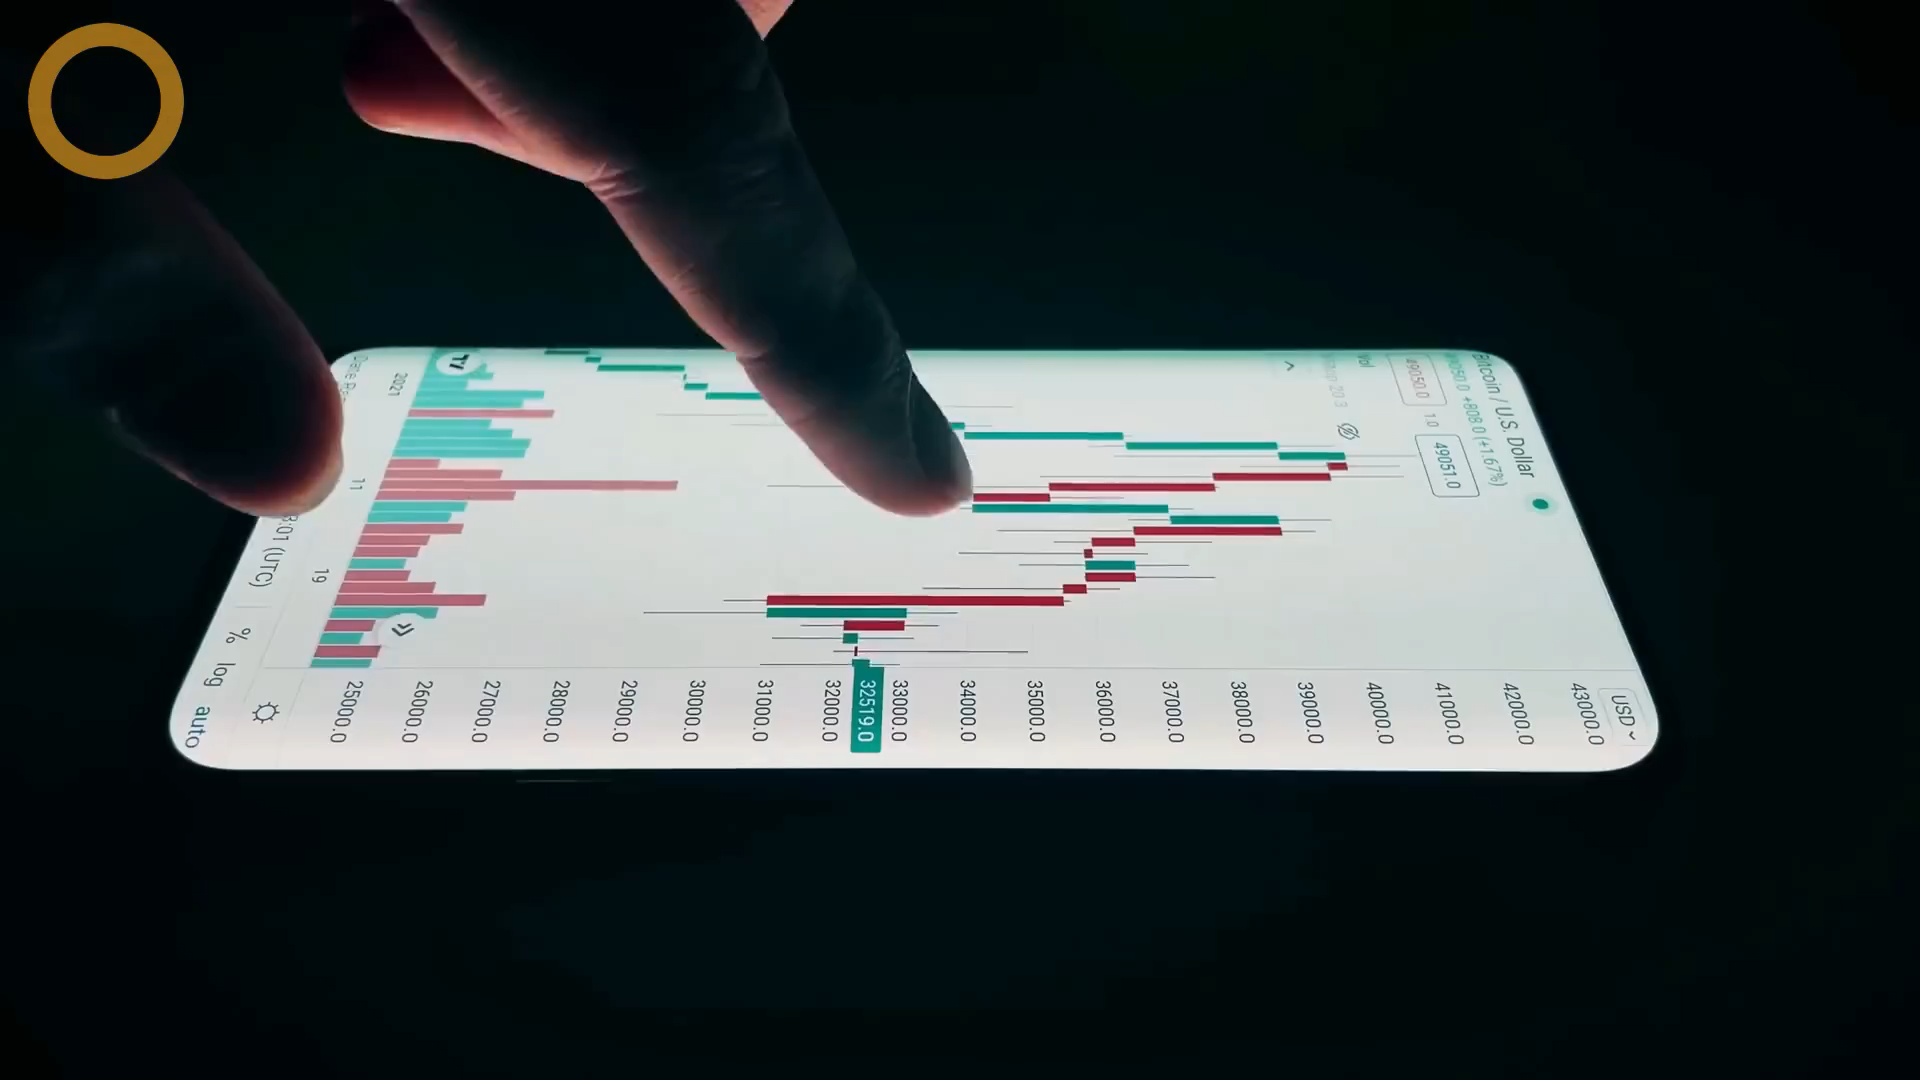 Bitcoin / U.S. Dollar
49050.0 +808.0 (+1.67%)
49050.0 1.0 49051.0
Vol
USD
43000.0
42000.0
41000.0
40000.0
39000.0
38000.0
37000.0
36000.0
35000.0
34000.0
33000.0
32519.0
32000.0
31000.0
30000.0
29000.0
28000.0
27000.0
26000.0
25000.0
2021 11 19
(UTC) % log auto